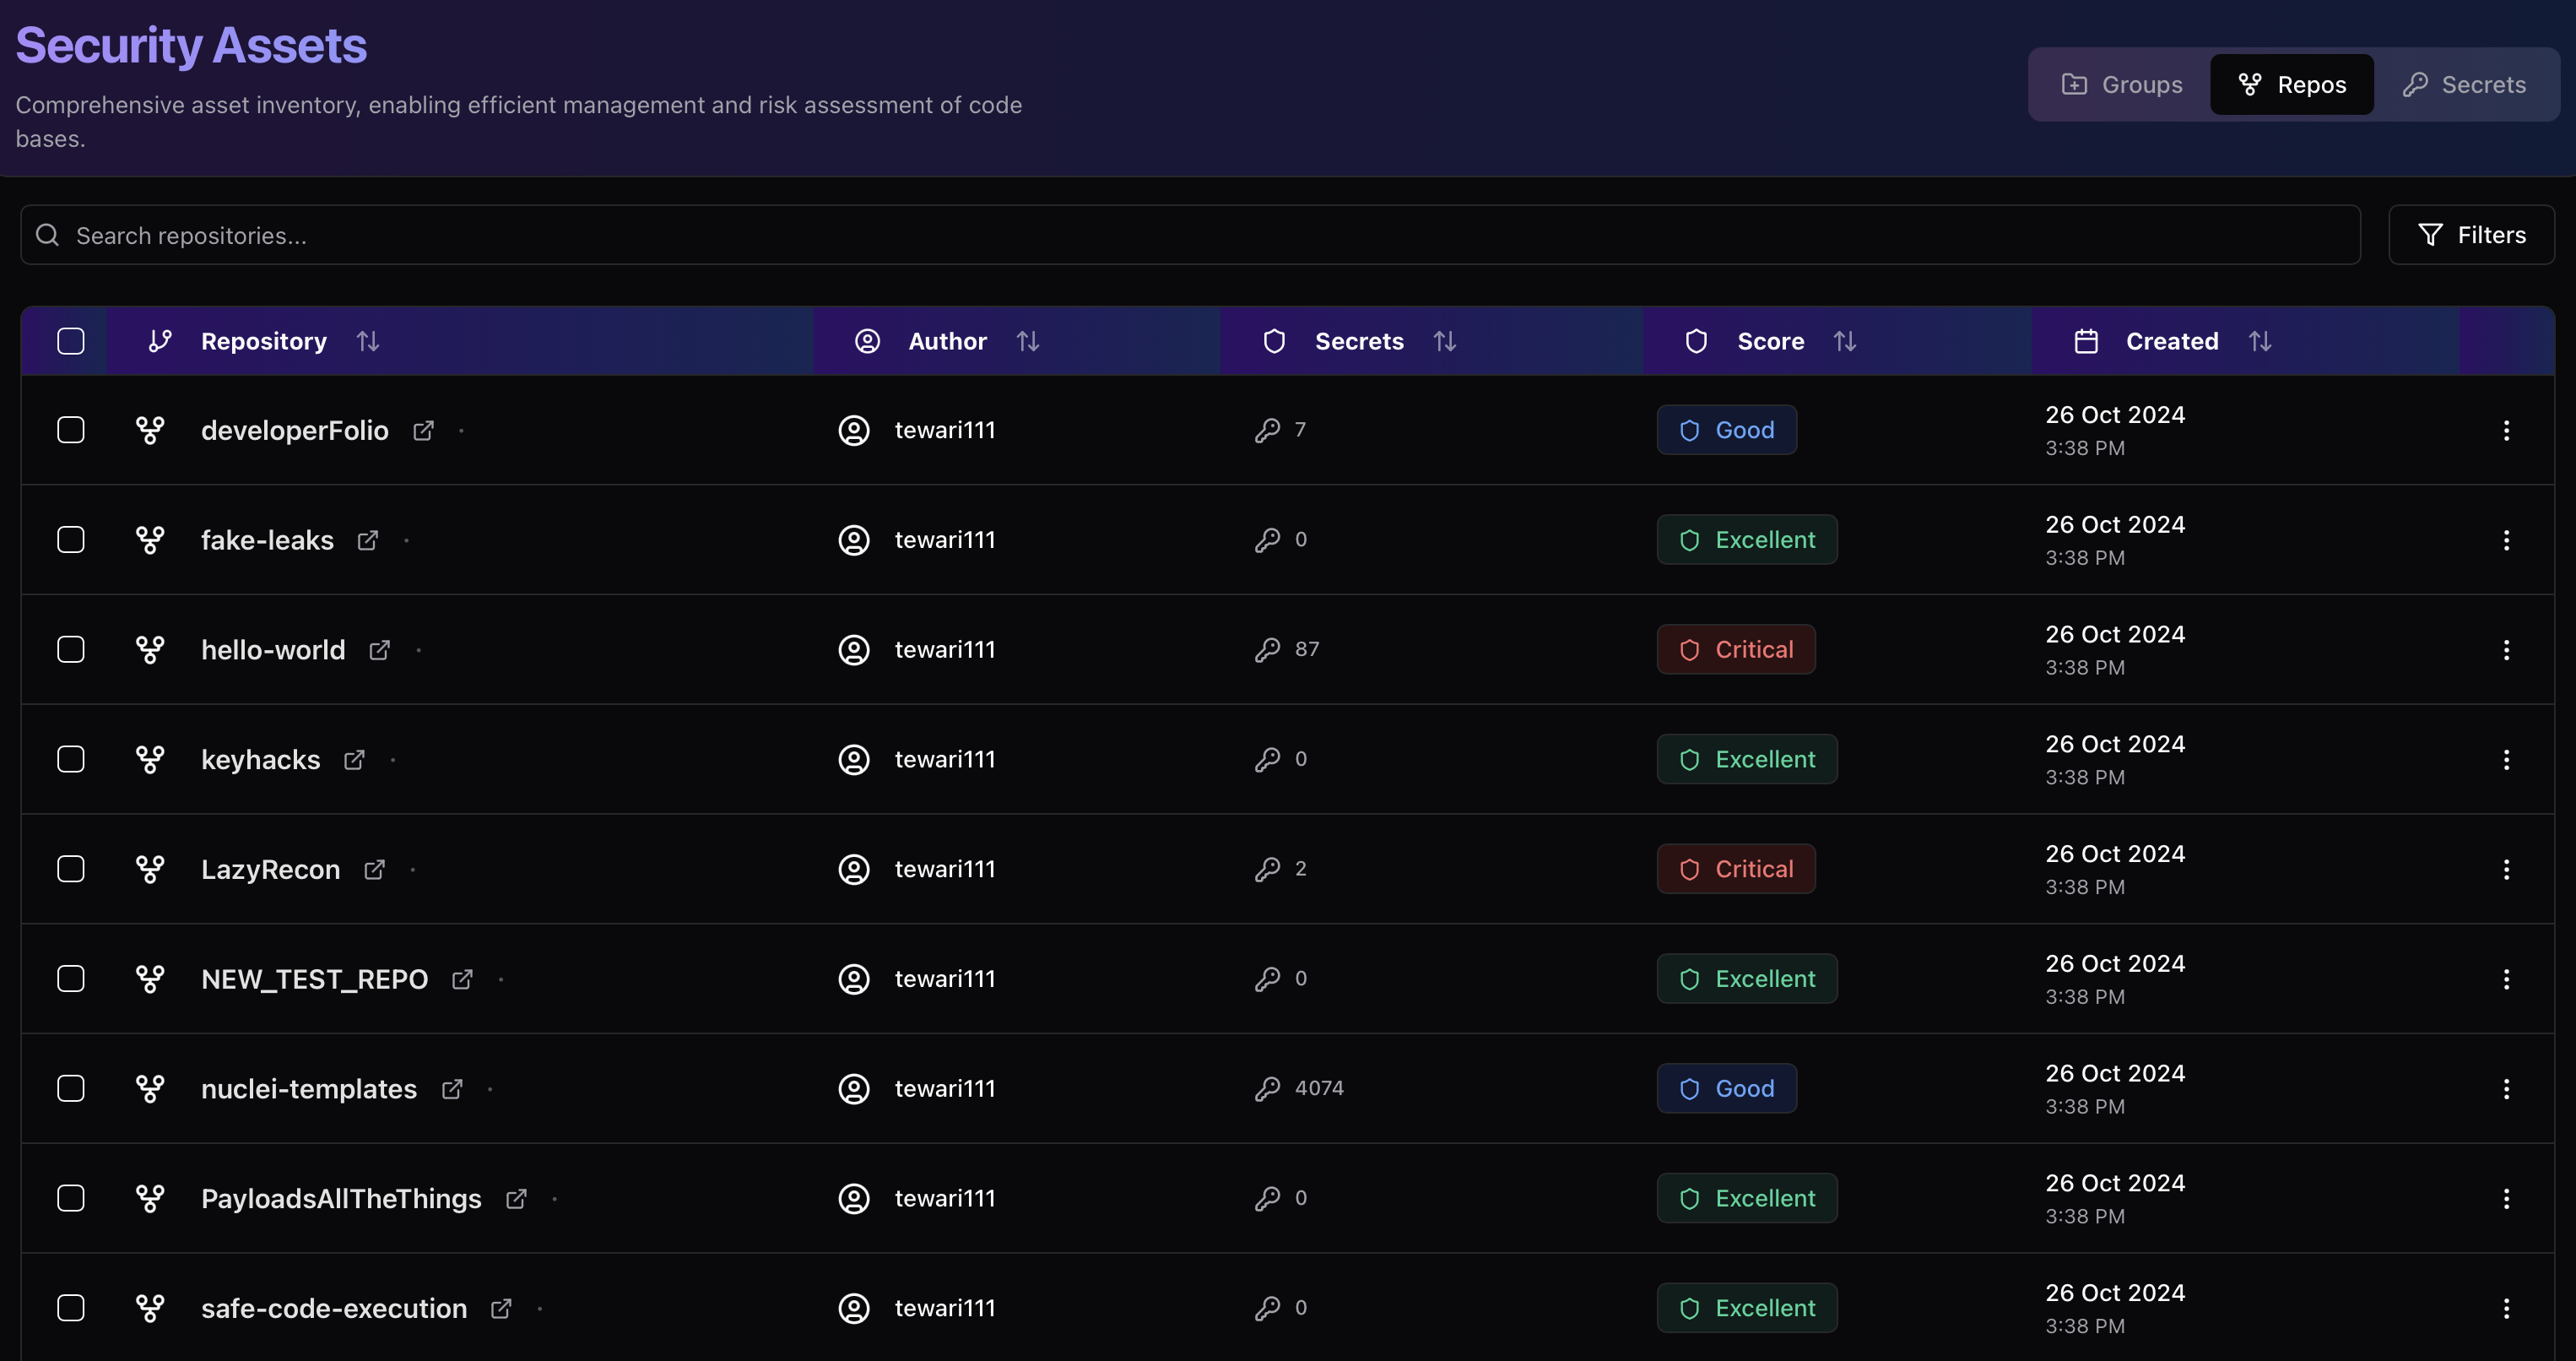 Security Assets
Comprehensive asset inventory, enabling efficient management and risk assessment of code
bases.
Groups
Repos
Secrets
Search repositories...
Filters
Repository Author Secrets Score Created
developerFolio tewari111 7 Good 26 Oct 2024
3:38 PM
fake-leaks tewari111 0 Excellent 26 Oct 2024
3:38 PM
hello-world tewari111 87 Critical 26 Oct 2024
3:38 PM
keyhacks tewari111 0 Excellent 26 Oct 2024
3:38 PM
LazyRecon tewari111 2 Critical 26 Oct 2024
3:38 PM
NEW_TEST_REPO tewari111 0 Excellent 26 Oct 2024
3:38 PM
nuclei-templates tewari111 4074 Good 26 Oct 2024
3:38 PM
PayloadsAllTheThings tewari111 0 Excellent 26 Oct 2024
3:38 PM
safe-code-execution tewari111 0 Excellent 26 Oct 2024
3:38 PM